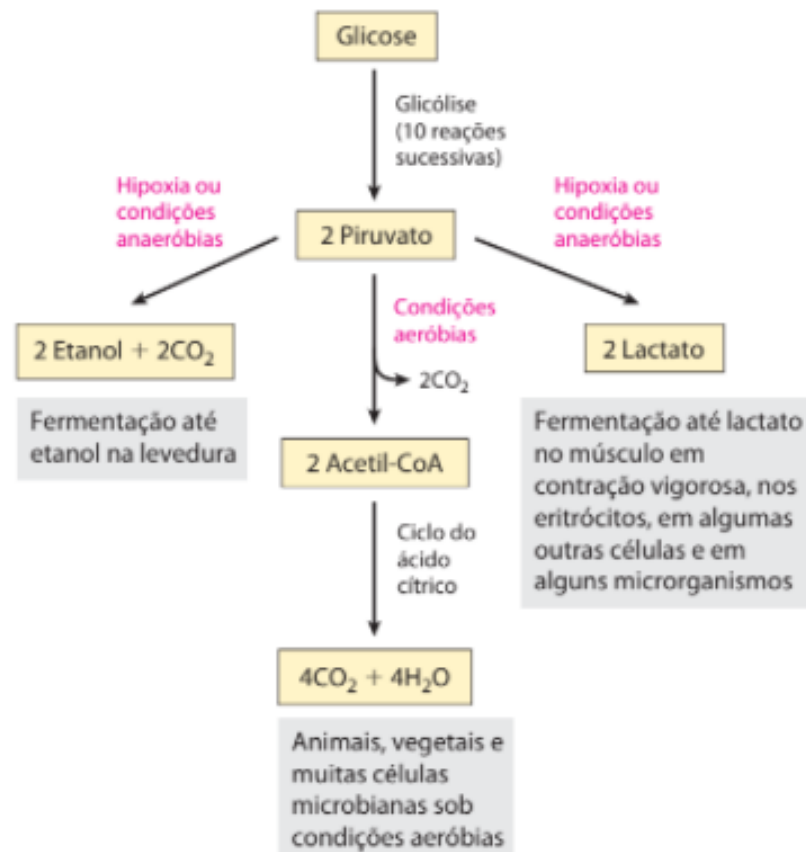 Glicose
Glicólise
(10 reações
sucessivas)
Hipoxia ou
condições
anaeróbias
Hipoxia ou
condições
anaeróbias
2 Piruvato
2 Etanol + 2CO₂
Fermentação até
etanol na levedura
Condições
aeróbias
2CO₂
2 Lactato
Fermentação até lactato
no músculo em
contração vigorosa, nos
eritrócitos, em algumas
outras células e em
alguns microrganismos
2 Acetil-CoA
Ciclo do
ácido
cítrico
4CO₂ + 4H₂O
Animais, vegetais e
muitas células
microbianas sob
condições aeróbias